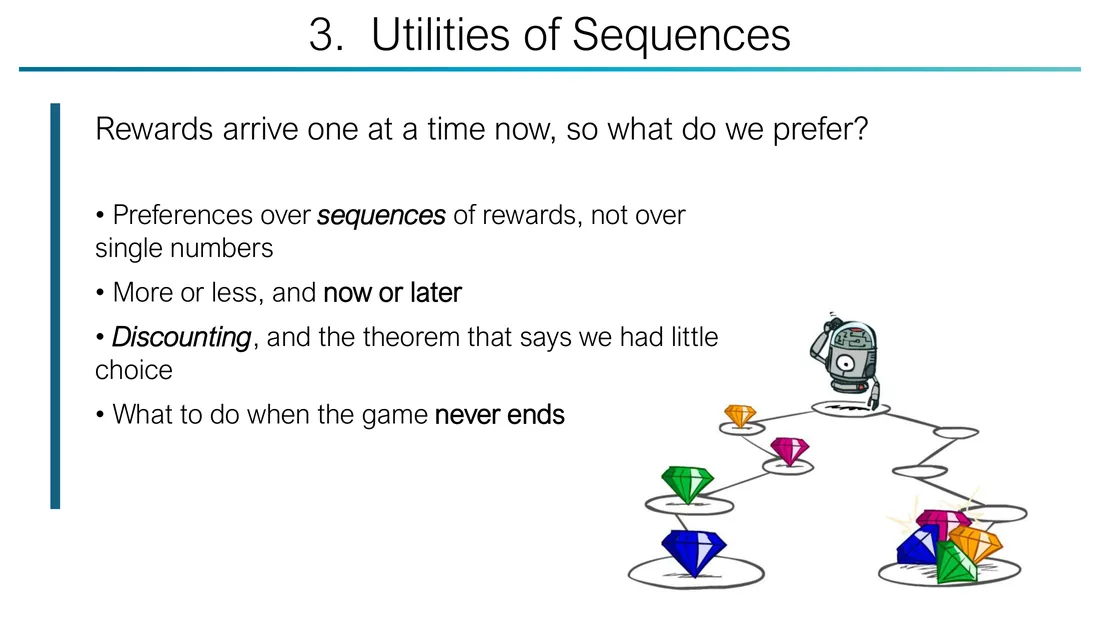 3. Utilities of Sequences
Rewards arrive one at a time now, so what do we prefer?
• Preferences over sequences of rewards, not over
single numbers
• More or less, and now or later
• Discounting, and the theorem that says we had little
choice
• What to do when the game never ends